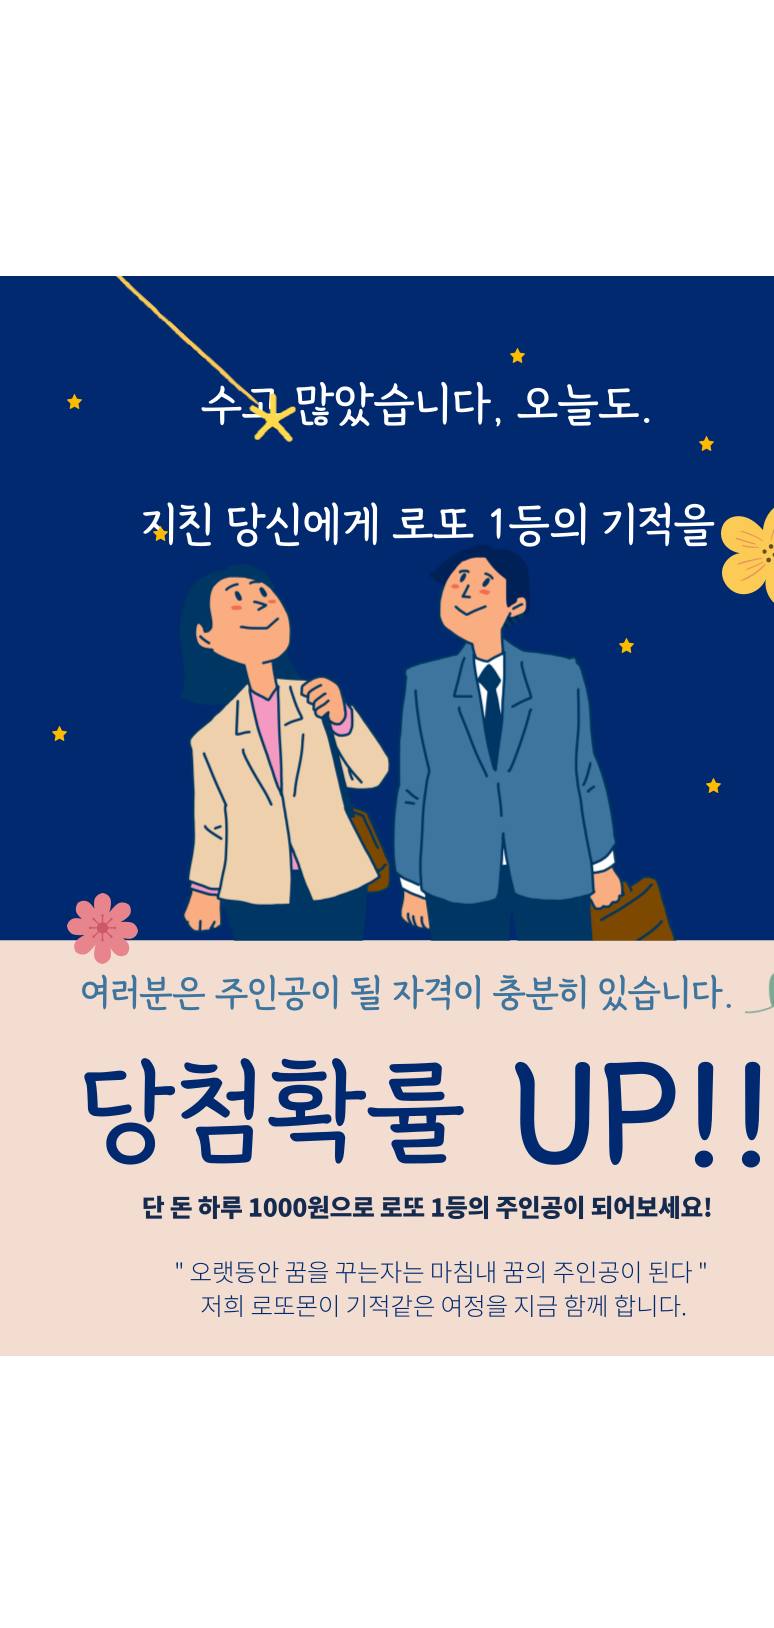 수고 많았습니다, 오늘도.
지친 당신에게 로또 1등의 기적을
여러분은 주인공이 될 자격이 충분히 있습니다.
당첨확률 UP!!
단 돈 하루 1000원으로 로또 1등의 주인공이 되어보세요!
" 오랫동안 꿈을 꾸는자는 마침내 꿈의 주인공이 된다 "
저희 로또몬이 기적같은 여정을 지금 함께 합니다.